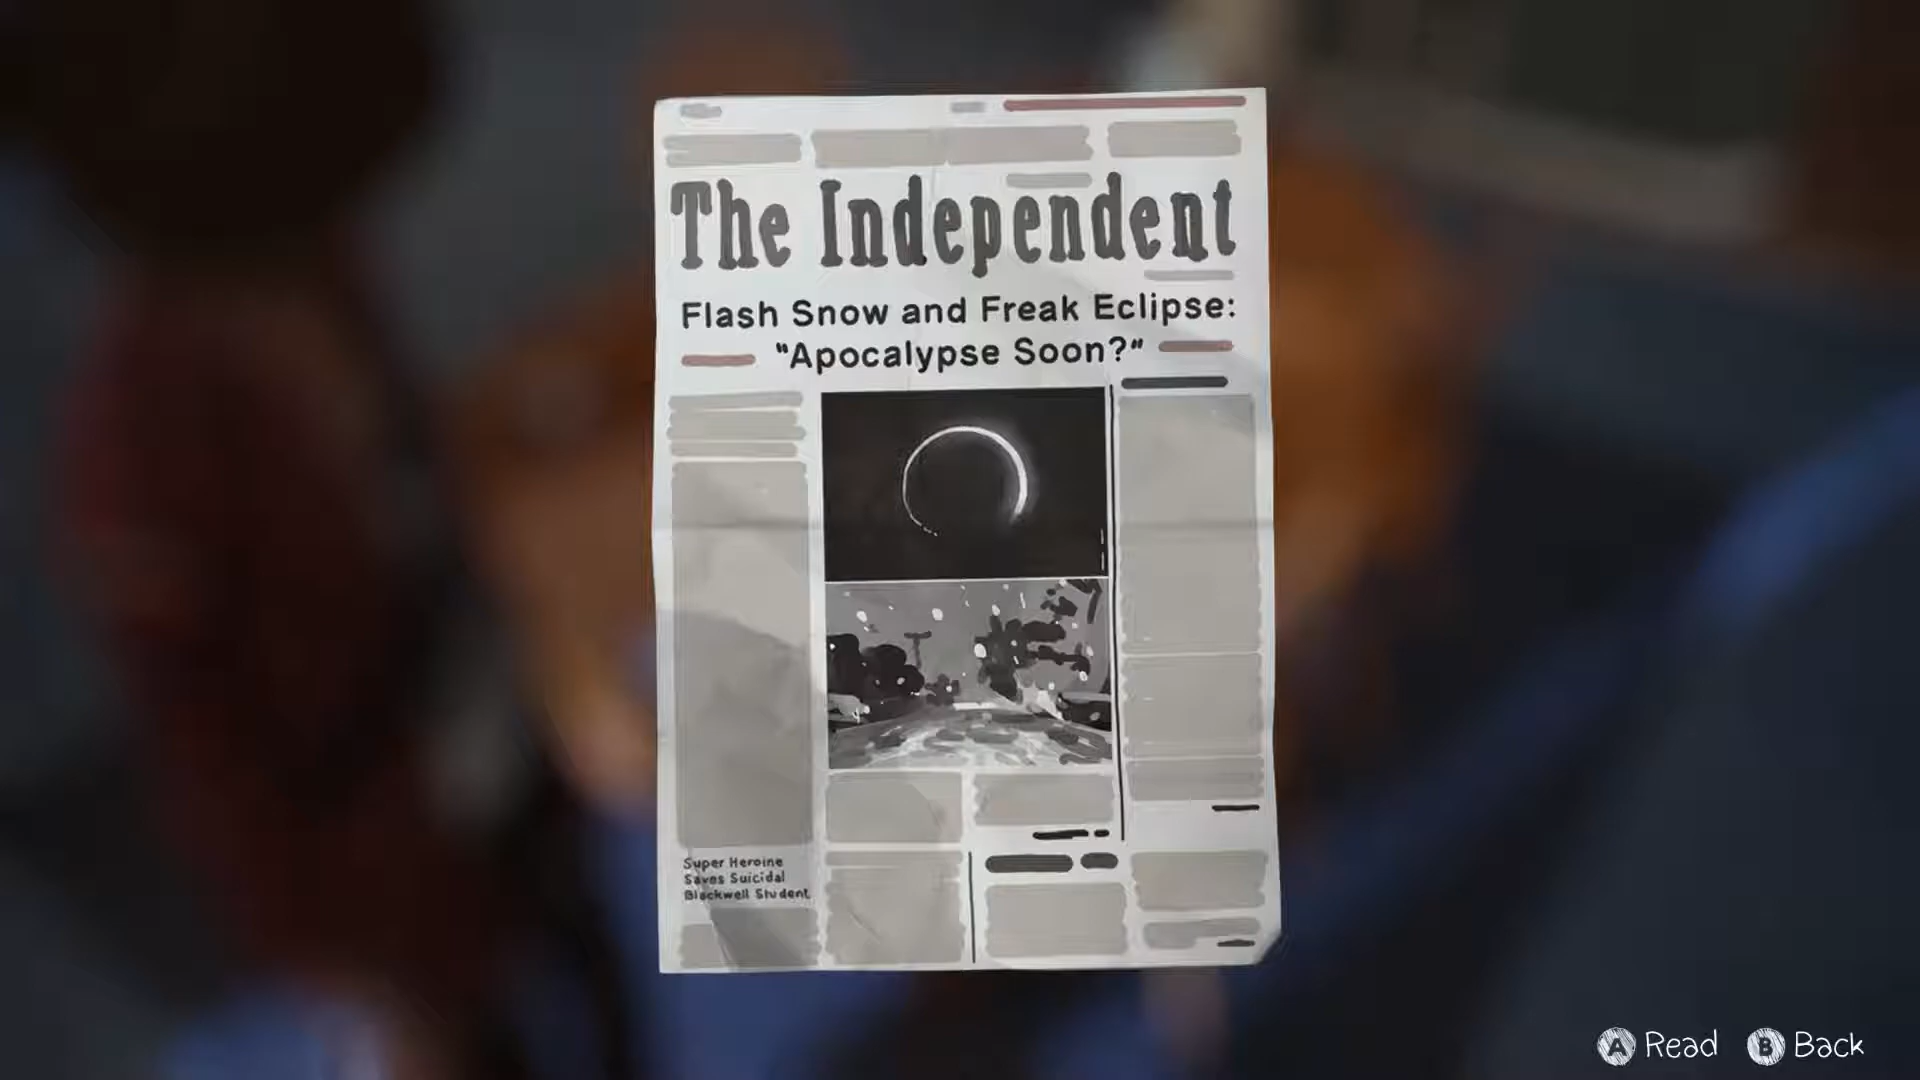 The Independent
Flash Snow and Freak Eclipse:
"Apocalypse Soon?"
Super Heroine
Saves Suicidal
Blackwell Student
A Read B Back